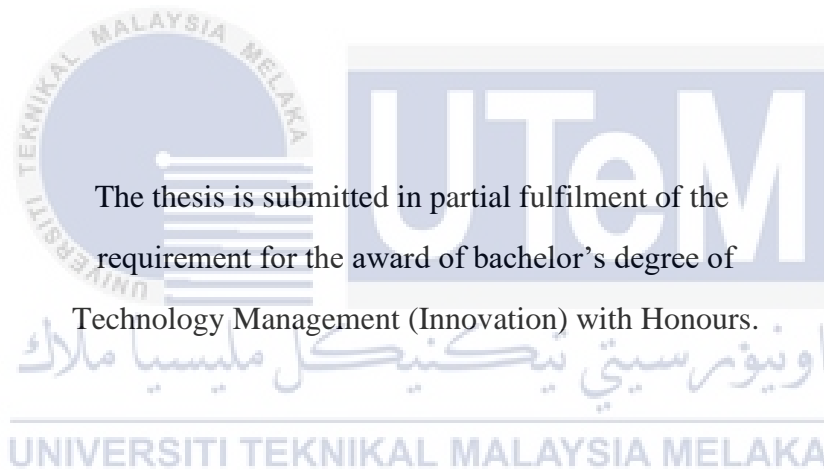 UNIVERSITI TEKNIKAL MALAYSIA MELAKA
UTeM
The thesis is submitted in partial fulfilment of the
requirement for the award of bachelor’s degree of
Technology Management (Innovation) with Honours.
اونيۏرسيتي تيكنيكل مليسيا ملاك
UNIVERSITI TEKNIKAL MALAYSIA MELAKA